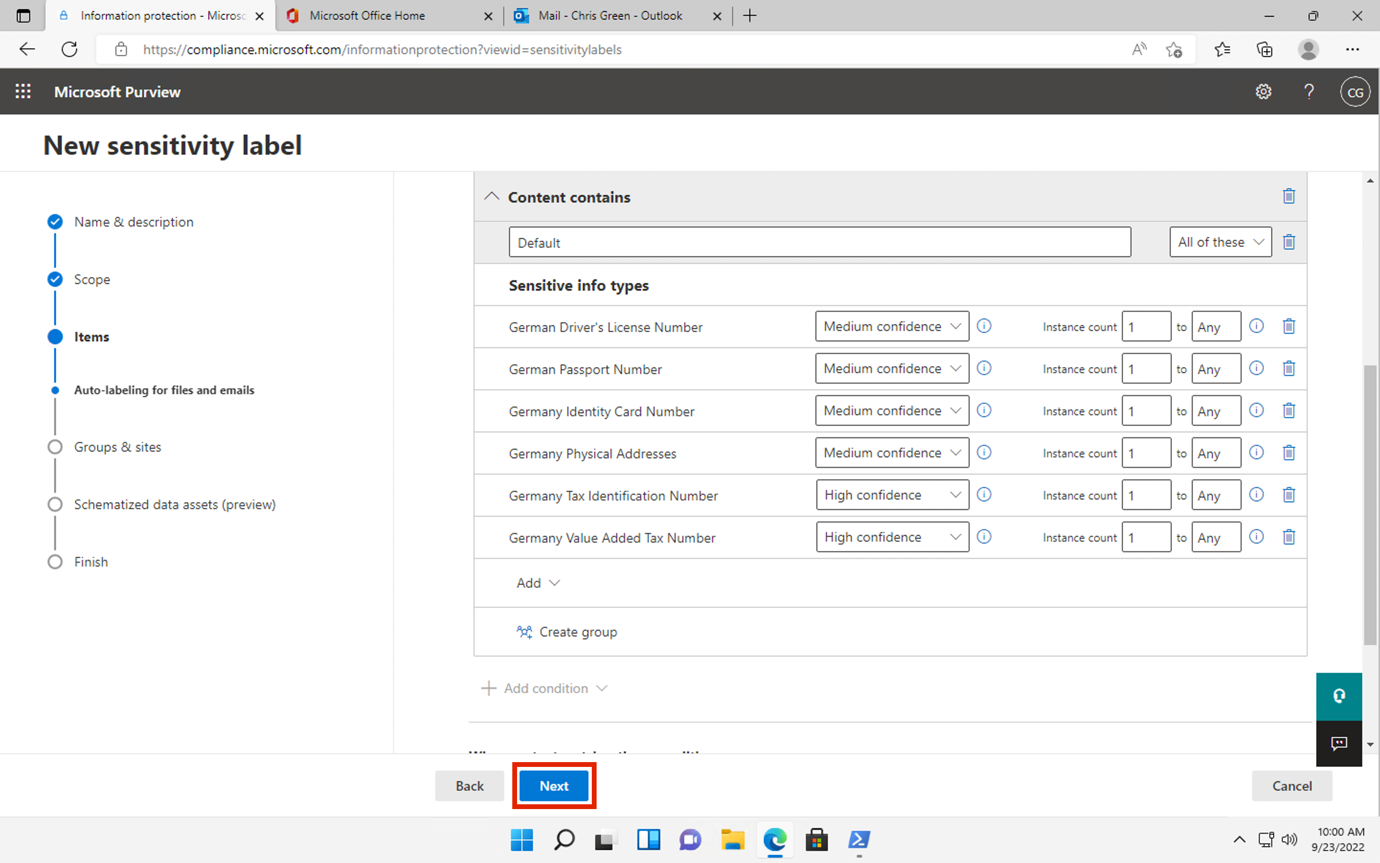 Information protection - Microsc
Microsoft Office Home
Mail - Chris Green - Outlook
https://compliance.microsoft.com/informationprotection?viewid=sensitivitylabels
Microsoft Purview
CG
New sensitivity label
Name & description
Scope
Items
Auto-labeling for files and emails
Groups & sites
Schematized data assets (preview)
Finish
Content contains
Default All of these
Sensitive info types
German Driver's License Number Medium confidence Instance count 1 to Any
German Passport Number Medium confidence Instance count 1 to Any
Germany Identity Card Number Medium confidence Instance count 1 to Any
Germany Physical Addresses Medium confidence Instance count 1 to Any
Germany Tax Identification Number High confidence Instance count 1 to Any
Germany Value Added Tax Number High confidence Instance count 1 to Any
Add
Create group
Add condition
Back Next Cancel
10:00 AM
9/23/2022